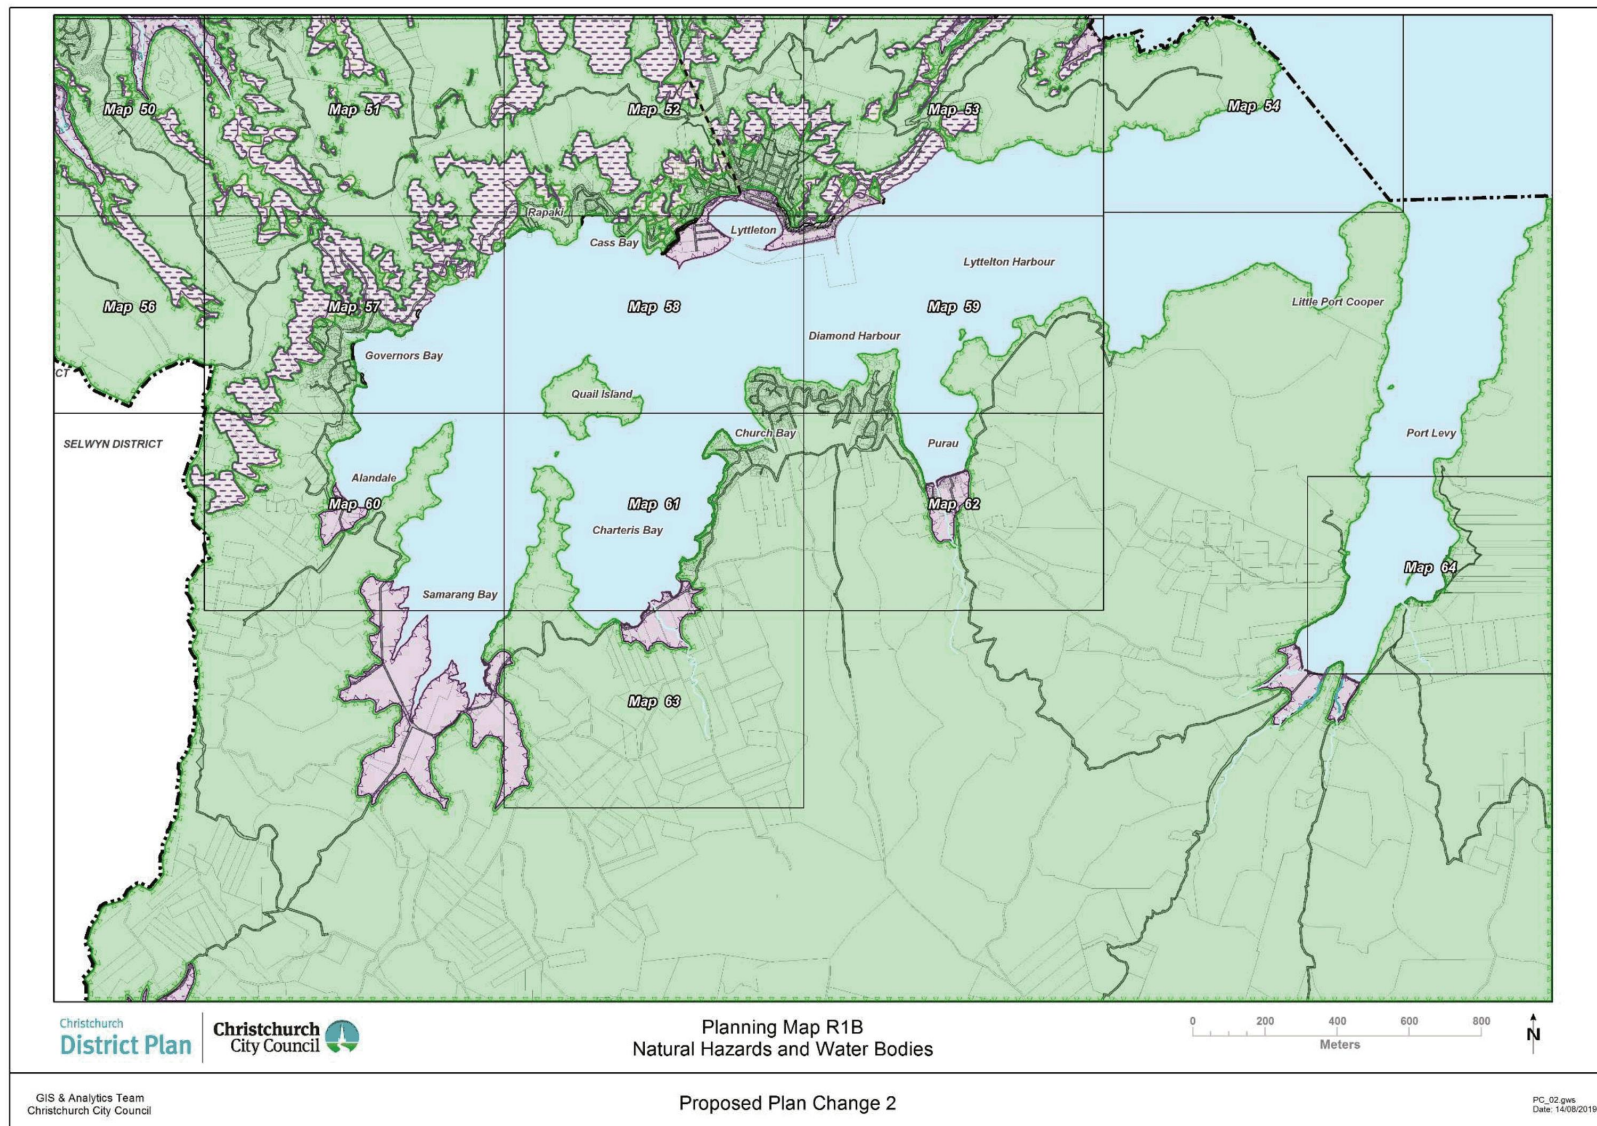 Map 50
Map 51
Map 52
Map 53
Map 54
Rapaki
Cass Bay
Lyttleton
Lyttelton Harbour
Map 56
Map 57
Map 58
Map 59
Little Port Cooper
Diamond Harbour
Governors Bay
CT
Quail Island
SELWYN DISTRICT
Church Bay
Purau
Port Levy
Alandale
Map 60
Map 61
Map 62
Charteris Bay
Map 64
Samarang Bay
Map 63
Christchurch
District Plan
Christchurch
City Council
Planning Map R1B
Natural Hazards and Water Bodies
0 200 400 600 800
Meters
N
GIS & Analytics Team
Christchurch City Council
Proposed Plan Change 2
PC_02.gws
Date: 14/08/2019